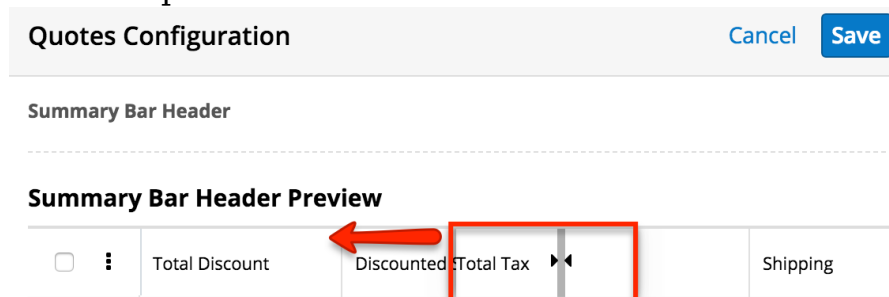 Quotes Configuration Cancel Save
Summary Bar Header
Summary Bar Header Preview
Total Discount Discounted Total Tax Shipping